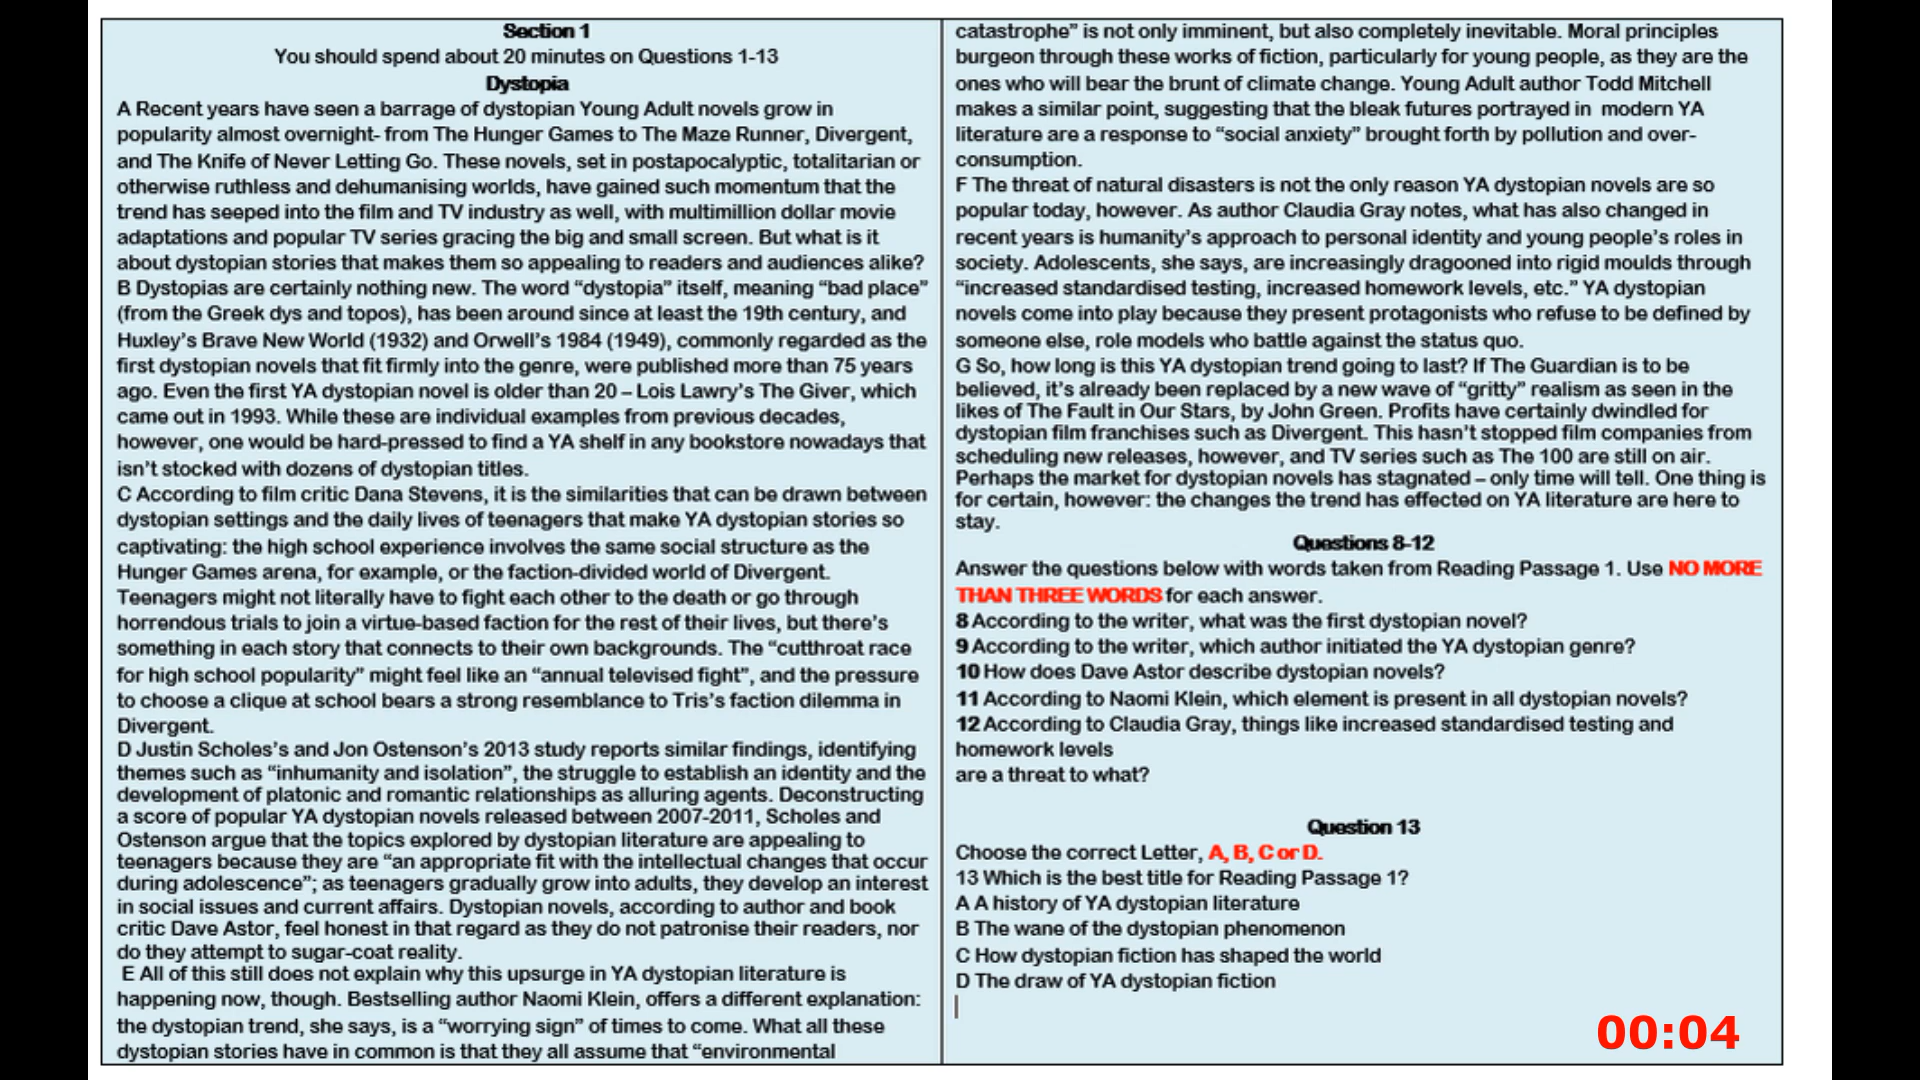 Section 1
You should spend about 20 minutes on Questions 1-13
Dystopia
A Recent years have seen a barrage of dystopian Young Adult novels grow in
popularity almost overnight- from The Hunger Games to The Maze Runner, Divergent,
and The Knife of Never Letting Go. These novels, set in postapocalyptic, totalitarian or
otherwise ruthless and dehumanising worlds, have gained such momentum that the
trend has seeped into the film and TV industry as well, with multimillion dollar movie
adaptations and popular TV series gracing the big and small screen. But what is it
about dystopian stories that makes them so appealing to readers and audiences alike?
B Dystopias are certainly nothing new. The word “dystopia” itself, meaning “bad place”
(from the Greek dys and topos), has been around since at least the 19th century, and
Huxley’s Brave New World (1932) and Orwell’s 1984 (1949), commonly regarded as the
first dystopian novels that fit firmly into the genre, were published more than 75 years
ago. Even the first YA dystopian novel is older than 20 – Lois Lawry’s The Giver, which
came out in 1993. While these are individual examples from previous decades,
however, one would be hard-pressed to find a YA shelf in any bookstore nowadays that
isn’t stocked with dozens of dystopian titles.
C According to film critic Dana Stevens, it is the similarities that can be drawn between
dystopian settings and the daily lives of teenagers that make YA dystopian stories so
captivating: the high school experience involves the same social structure as the
Hunger Games arena, for example, or the faction-divided world of Divergent.
Teenagers might not literally have to fight each other to the death or go through
horrendous trials to join a virtue-based faction for the rest of their lives, but there’s
something in each story that connects to their own backgrounds. The “cutthroat race
for high school popularity” might feel like an “annual televised fight”, and the pressure
to choose a clique at school bears a strong resemblance to Tris’s faction dilemma in
Divergent.
D Justin Scholes’s and Jon Ostenson’s 2013 study reports similar findings, identifying
themes such as “inhumanity and isolation”, the struggle to establish an identity and the
development of platonic and romantic relationships as alluring agents. Deconstructing
a score of popular YA dystopian novels released between 2007-2011, Scholes and
Ostenson argue that the topics explored by dystopian literature are appealing to
teenagers because they are “an appropriate fit with the intellectual changes that occur
during adolescence”; as teenagers gradually grow into adults, they develop an interest
in social issues and current affairs. Dystopian novels, according to author and book
critic Dave Astor, feel honest in that regard as they do not patronise their readers, nor
do they attempt to sugar-coat reality.
E All of this still does not explain why this upsurge in YA dystopian literature is
happening now, though. Bestselling author Naomi Klein, offers a different explanation:
the dystopian trend, she says, is a “worrying sign” of times to come. What all these
dystopian stories have in common is that they all assume that “environmental
catastrophe” is not only imminent, but also completely inevitable. Moral principles
burgeon through these works of fiction, particularly for young people, as they are the
ones who will bear the brunt of climate change. Young Adult author Todd Mitchell
makes a similar point, suggesting that the bleak futures portrayed in modern YA
literature are a response to “social anxiety” brought forth by pollution and over-
consumption.
F The threat of natural disasters is not the only reason YA dystopian novels are so
popular today, however. As author Claudia Gray notes, what has also changed in
recent years is humanity’s approach to personal identity and young people’s roles in
society. Adolescents, she says, are increasingly dragooned into rigid moulds through
“increased standardised testing, increased homework levels, etc.” YA dystopian
novels come into play because they present protagonists who refuse to be defined by
someone else, role models who battle against the status quo.
G So, how long is this YA dystopian trend going to last? If The Guardian is to be
believed, it’s already been replaced by a new wave of “gritty” realism as seen in the
likes of The Fault in Our Stars, by John Green. Profits have certainly dwindled for
dystopian film franchises such as Divergent. This hasn’t stopped film companies from
scheduling new releases, however, and TV series such as The 100 are still on air.
Perhaps the market for dystopian novels has stagnated – only time will tell. One thing is
for certain, however: the changes the trend has effected on YA literature are here to
stay.
Questions 8-12
Answer the questions below with words taken from Reading Passage 1. Use NO MORE
THAN THREE WORDS for each answer.
8 According to the writer, what was the first dystopian novel?
9 According to the writer, which author initiated the YA dystopian genre?
10 How does Dave Astor describe dystopian novels?
11 According to Naomi Klein, which element is present in all dystopian novels?
12 According to Claudia Gray, things like increased standardised testing and
homework levels
are a threat to what?
Question 13
Choose the correct Letter, A, B, C or D.
13 Which is the best title for Reading Passage 1?
A A history of YA dystopian literature
B The wane of the dystopian phenomenon
C How dystopian fiction has shaped the world
D The draw of YA dystopian fiction
00:04